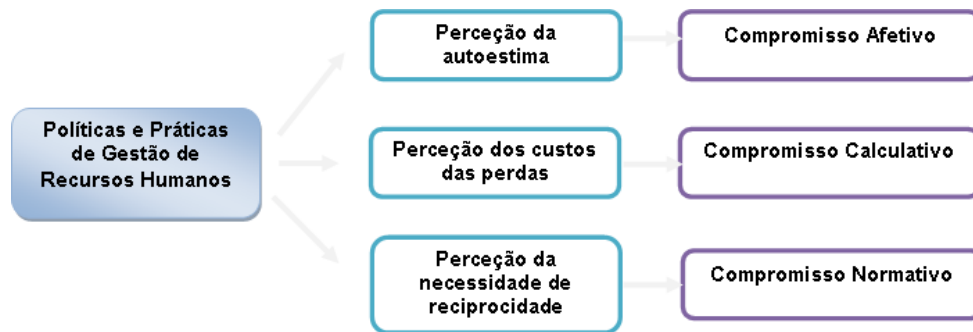 Políticas e Práticas
de Gestão de
Recursos Humanos
Perceção da
autoestima
Compromisso Afetivo
Perceção dos custos
das perdas
Compromisso Calculativo
Perceção da
necessidade de
reciprocidade
Compromisso Normativo